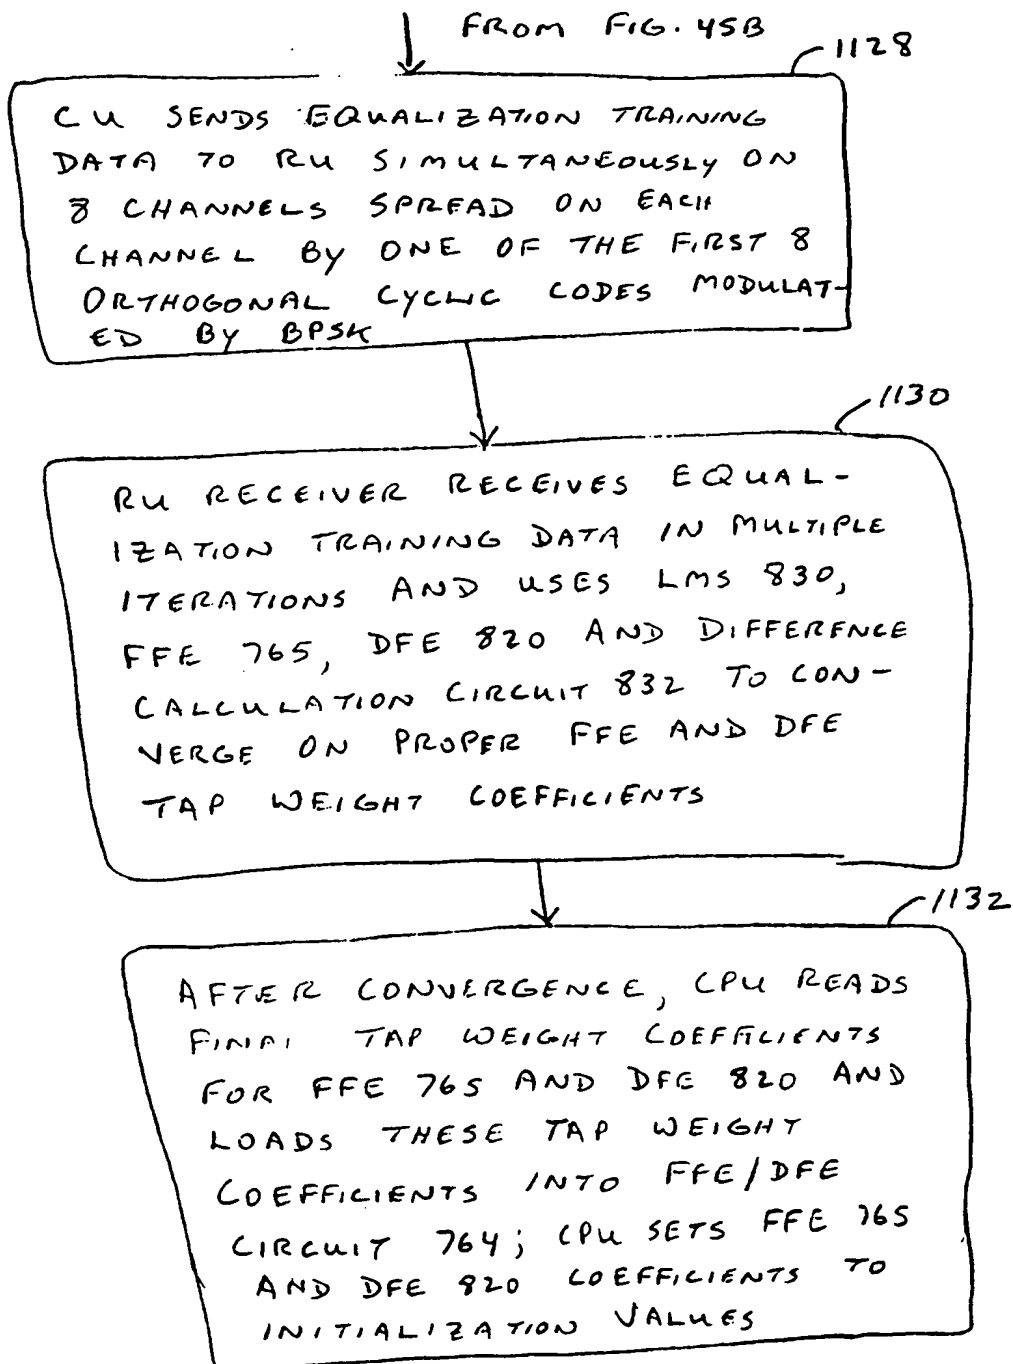 FROM FIG. 45B
1128
CU SENDS EQUALIZATION TRAINING
DATA TO RU SIMULTANEOUSLY ON
8 CHANNELS SPREAD ON EACH
CHANNEL BY ONE OF THE FIRST 8
ORTHOGONAL CYCLIC CODES MODULAT-
ED BY BPSK
1130
RU RECEIVER RECEIVES EQUAL-
IZATION TRAINING DATA IN MULTIPLE
ITERATIONS AND USES LMS 830,
FFE 765, DFE 820 AND DIFFERENCE
CALCULATION CIRCUIT 832 TO CON-
VERGE ON PROPER FFE AND DFE
TAP WEIGHT COEFFICIENTS
1132
AFTER CONVERGENCE, CPU READS
FINAL TAP WEIGHT COEFFICIENTS
FOR FFE 765 AND DFE 820 AND
LOADS THESE TAP WEIGHT
COEFFICIENTS INTO FFE/DFE
CIRCUIT 764; CPU SETS FFE 765
AND DFE 820 COEFFICIENTS TO
INITIALIZATION VALUES